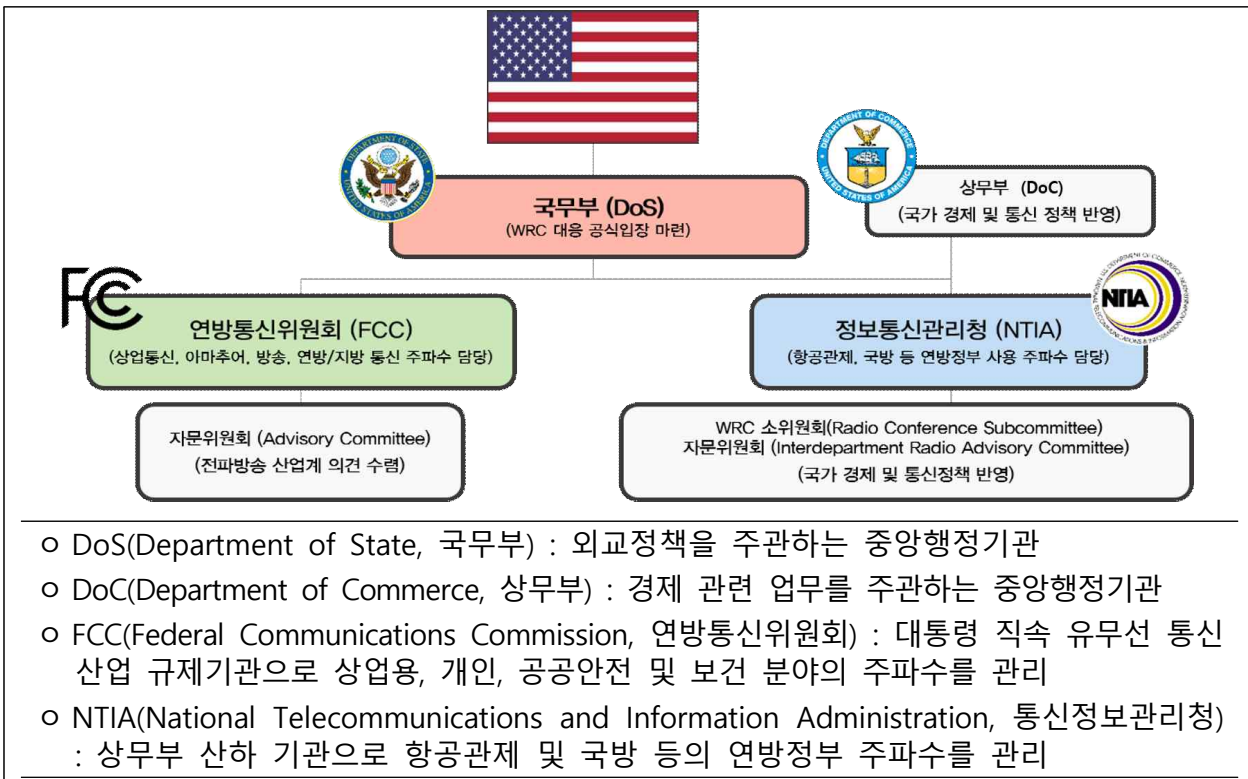 DEPARTMENT OF STATE
UNITED STATES OF AMERICA
DEPARTMENT OF COMMERCE
UNITED STATES OF AMERICA
상무부 (DoC)
(국가 경제 및 통신 정책 반영)
국무부 (DoS)
(WRC 대응 공식입장 마련)
FCC
NTIA
연방통신위원회 (FCC)
(상업통신, 아마추어, 방송, 연방/지방 통신 주파수 담당)
정보통신관리청 (NTIA)
(항공관제, 국방 등 연방정부 사용 주파수 담당)
자문위원회 (Advisory Committee)
(전파방송 산업계 의견 수렴)
WRC 소위원회(Radio Conference Subcommittee)
자문위원회 (Interdepartment Radio Advisory Committee)
(국가 경제 및 통신정책 반영)
ㅇ DoS(Department of State, 국무부) : 외교정책을 주관하는 중앙행정기관
ㅇ DoC(Department of Commerce, 상무부) : 경제 관련 업무를 주관하는 중앙행정기관
ㅇ FCC(Federal Communications Commission, 연방통신위원회) : 대통령 직속 유무선 통신
산업 규제기관으로 상업용, 개인, 공공안전 및 보건 분야의 주파수를 관리
ㅇ NTIA(National Telecommunications and Information Administration, 통신정보관리청)
: 상무부 산하 기관으로 항공관제 및 국방 등의 연방정부 주파수를 관리